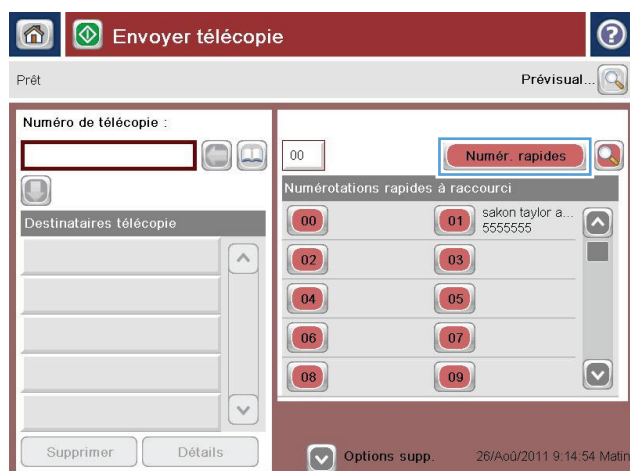 Envoyer télécopie
Prêt
Prévisual...
Numéro de télécopie :
00
Numér. rapides
Numérotations rapides à raccourci
Destinataires télécopie
00
01 sakon taylor a...
5555555
02
03
04
05
06
07
08
09
Supprimer
Détails
Options supp.
26/Aoû/2011 9:14:54 Matin